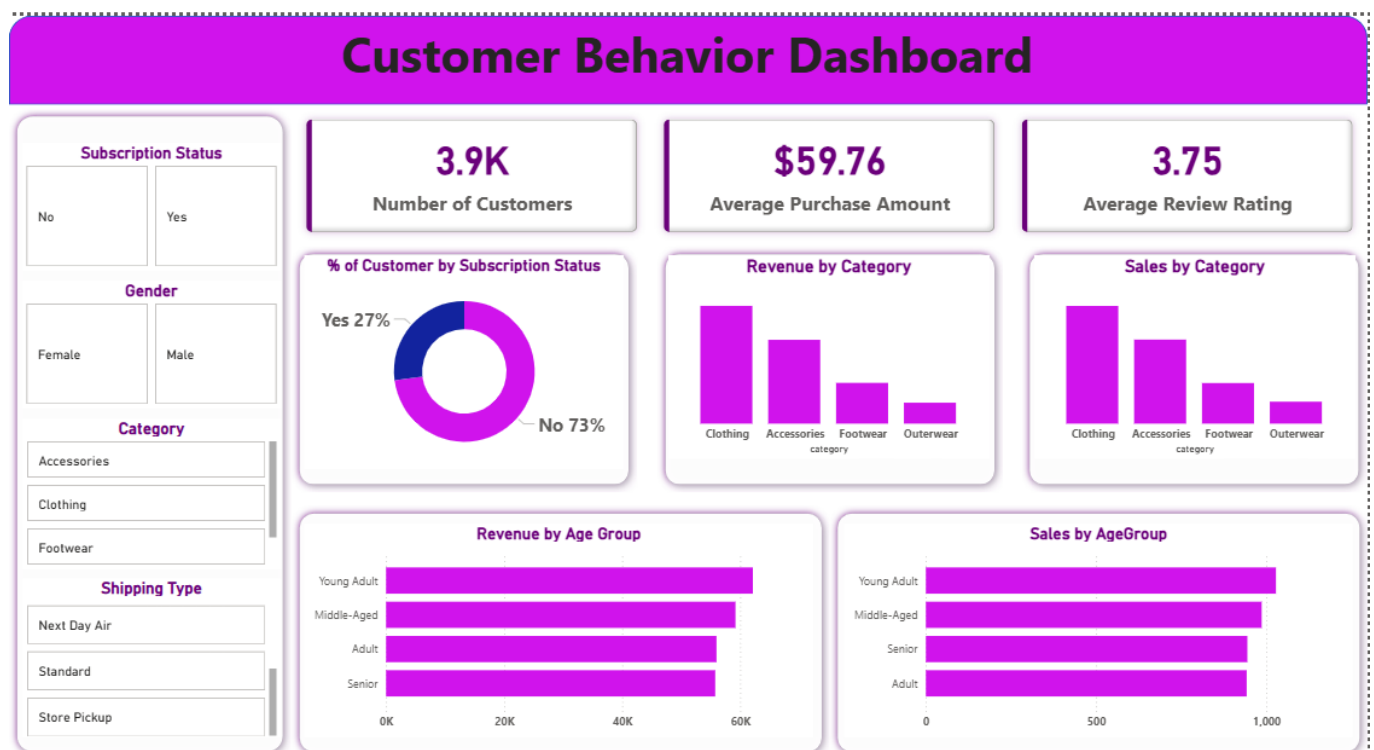 Customer Behavior Dashboard
Subscription Status
No
Yes
Gender
Female
Male
Category
Accessories
Clothing
Footwear
Shipping Type
Next Day Air
Standard
Store Pickup
3.9K
Number of Customers
$59.76
Average Purchase Amount
3.75
Average Review Rating
% of Customer by Subscription Status
Yes 27%
No 73%
Revenue by Category
Clothing Accessories Footwear Outerwear
category
Sales by Category
Clothing Accessories Footwear Outerwear
category
Revenue by Age Group
Young Adult
Middle-Aged
Adult
Senior
0K 20K 40K 60K
Sales by AgeGroup
Young Adult
Middle-Aged
Senior
Adult
0 500 1,000